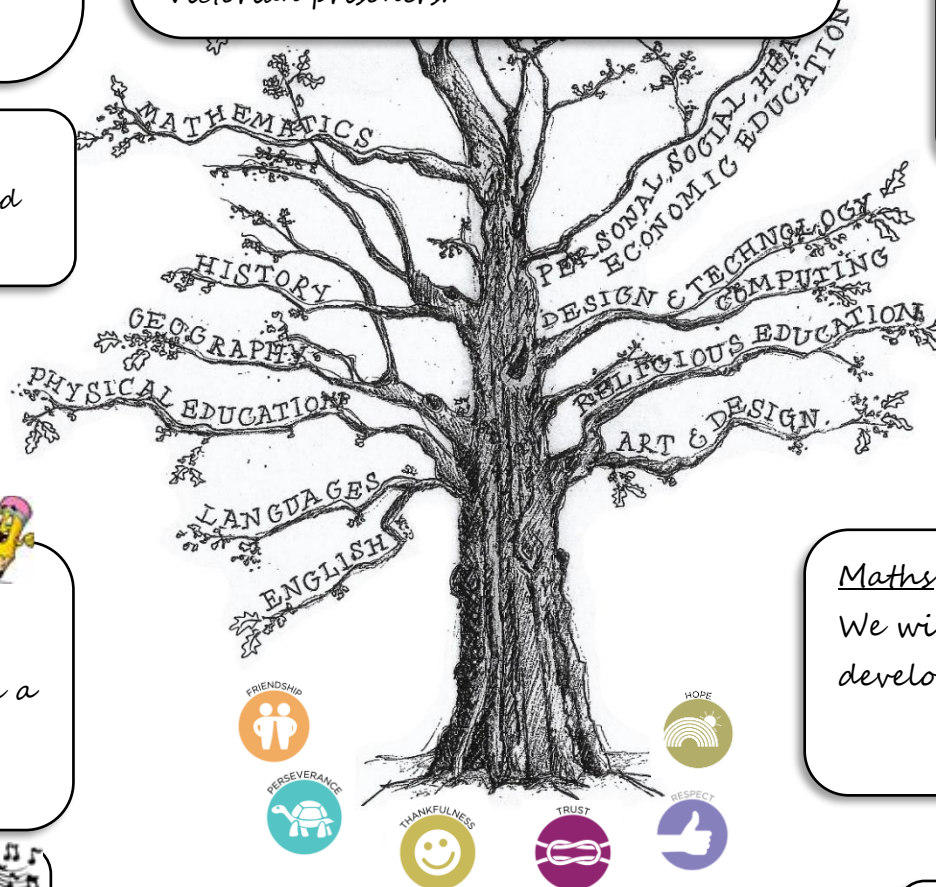 MATHEMATICS
PERSONAL, SOCIAL, HEA
ECONOMIC EDUCATION
DESIGN & TECHNOLOGY
COMPUTING
HISTORY
GEOGRAPHY
RELIGIOUS EDUCATION
PHYSICAL EDUCATION
ART & DESIGN
LANGUAGES
ENGLISH
Maths
We wi
develo
a
FRIENDSHIP
HOPE
PERSEVERANCE
THANKFULNESS
TRUST
RESPECT